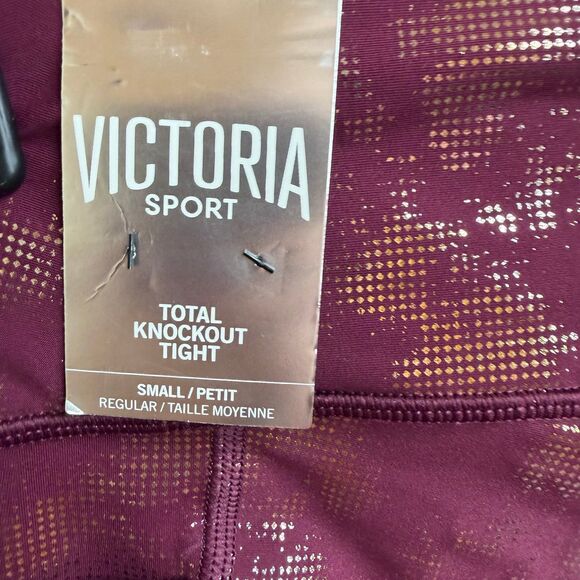 VICTORIA
SPORT
TOTAL
KNOCKOUT
TIGHT
SMALL / PETIT
REGULAR / TAILLE MOYENNE